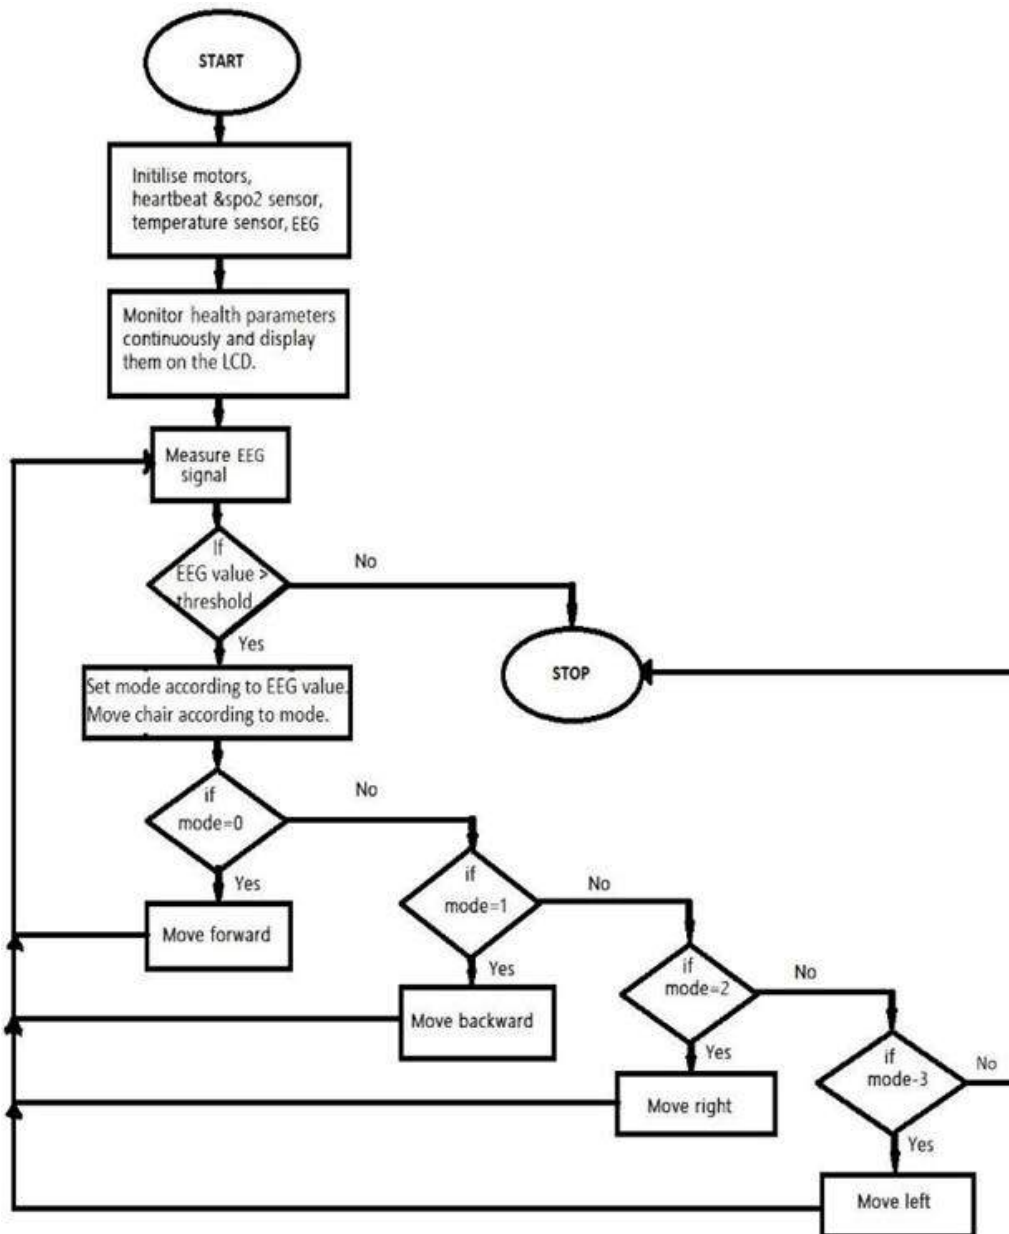 START
Initilise motors,
heartbeat &spo2 sensor,
temperature sensor, EEG
Monitor health parameters
continuously and display
them on the LCD.
Measure EEG
signal
If
EEG value >
threshold
No
Yes
STOP
Set mode according to EEG value.
Move chair according to mode.
if
mode=0
No
Yes
Move forward
if
mode=1
No
Yes
Move backward
if
mode=2
No
Yes
Move right
if
mode-3
No
Yes
Move left